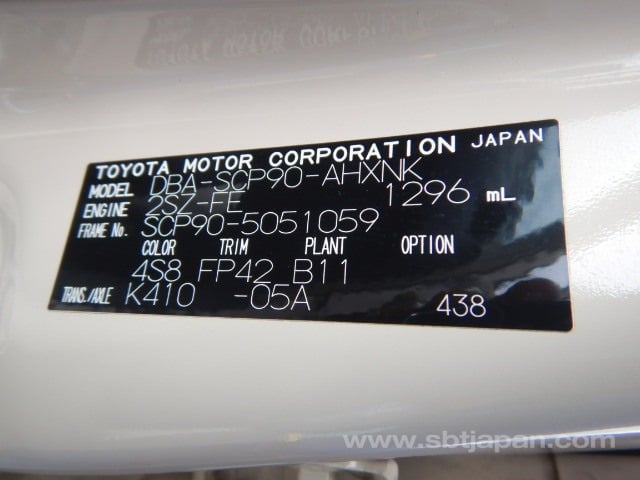 TOYOTA MOTOR CORPORATION JAPAN
MODEL DBA-SCP90-AHXNK
ENGINE 2SZ-FE 1296 mL
FRAME No. SCP90-5051059
COLOR TRIM PLANT OPTION
4S8 FP42 B11
TRANS./AXLE K410 -05A 438
www.sbtjapan.com